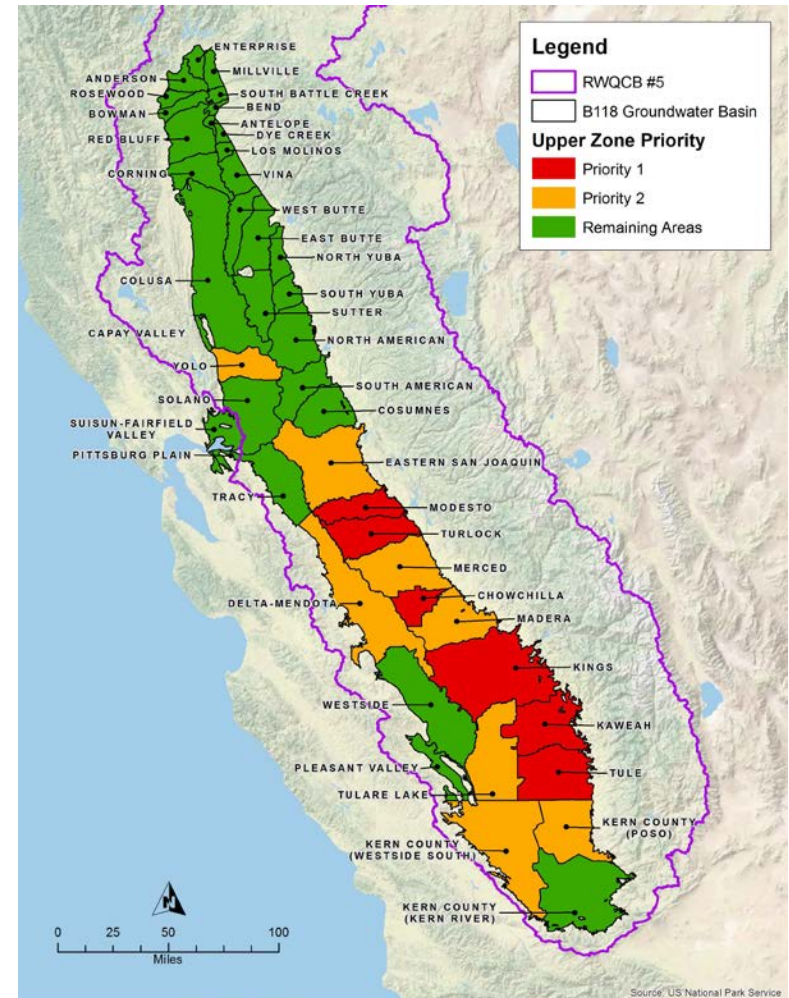 ENTERPRISE
MILLVILLE
ANDERSON
ROSEWOOD
SOUTH BATTLE CREEK
BEND
BOWMAN
ANTELOPE
DYE CREEK
RED BLUFF
LOS MOLINOS
CORNING
VINA
WEST BUTTE
EAST BUTTE
NORTH YUBA
COLUSA
SOUTH YUBA
SUTTER
CAPAY VALLEY
NORTH AMERICAN
YOLO
SOUTH AMERICAN
SOLANO
COSUMNES
SUISUN-FAIRFIELD
VALLEY
PITTSBURG PLAIN
EASTERN SAN JOAQUIN
TRACY
MODESTO
TURLOCK
MERCED
CHOWCHILLA
DELTA-MENDOTA
MADERA
KINGS
WESTSIDE
KAWEAH
PLEASANT VALLEY
TULE
TULARE LAKE
KERN COUNTY
(POSO)
KERN COUNTY
(WESTSIDE SOUTH)
KERN COUNTY
(KERN RIVER)
Legend
RWQCB #5
B118 Groundwater Basin
Upper Zone Priority
Priority 1
Priority 2
Remaining Areas
N
0 25 50 100
Miles
Source: US National Park Service